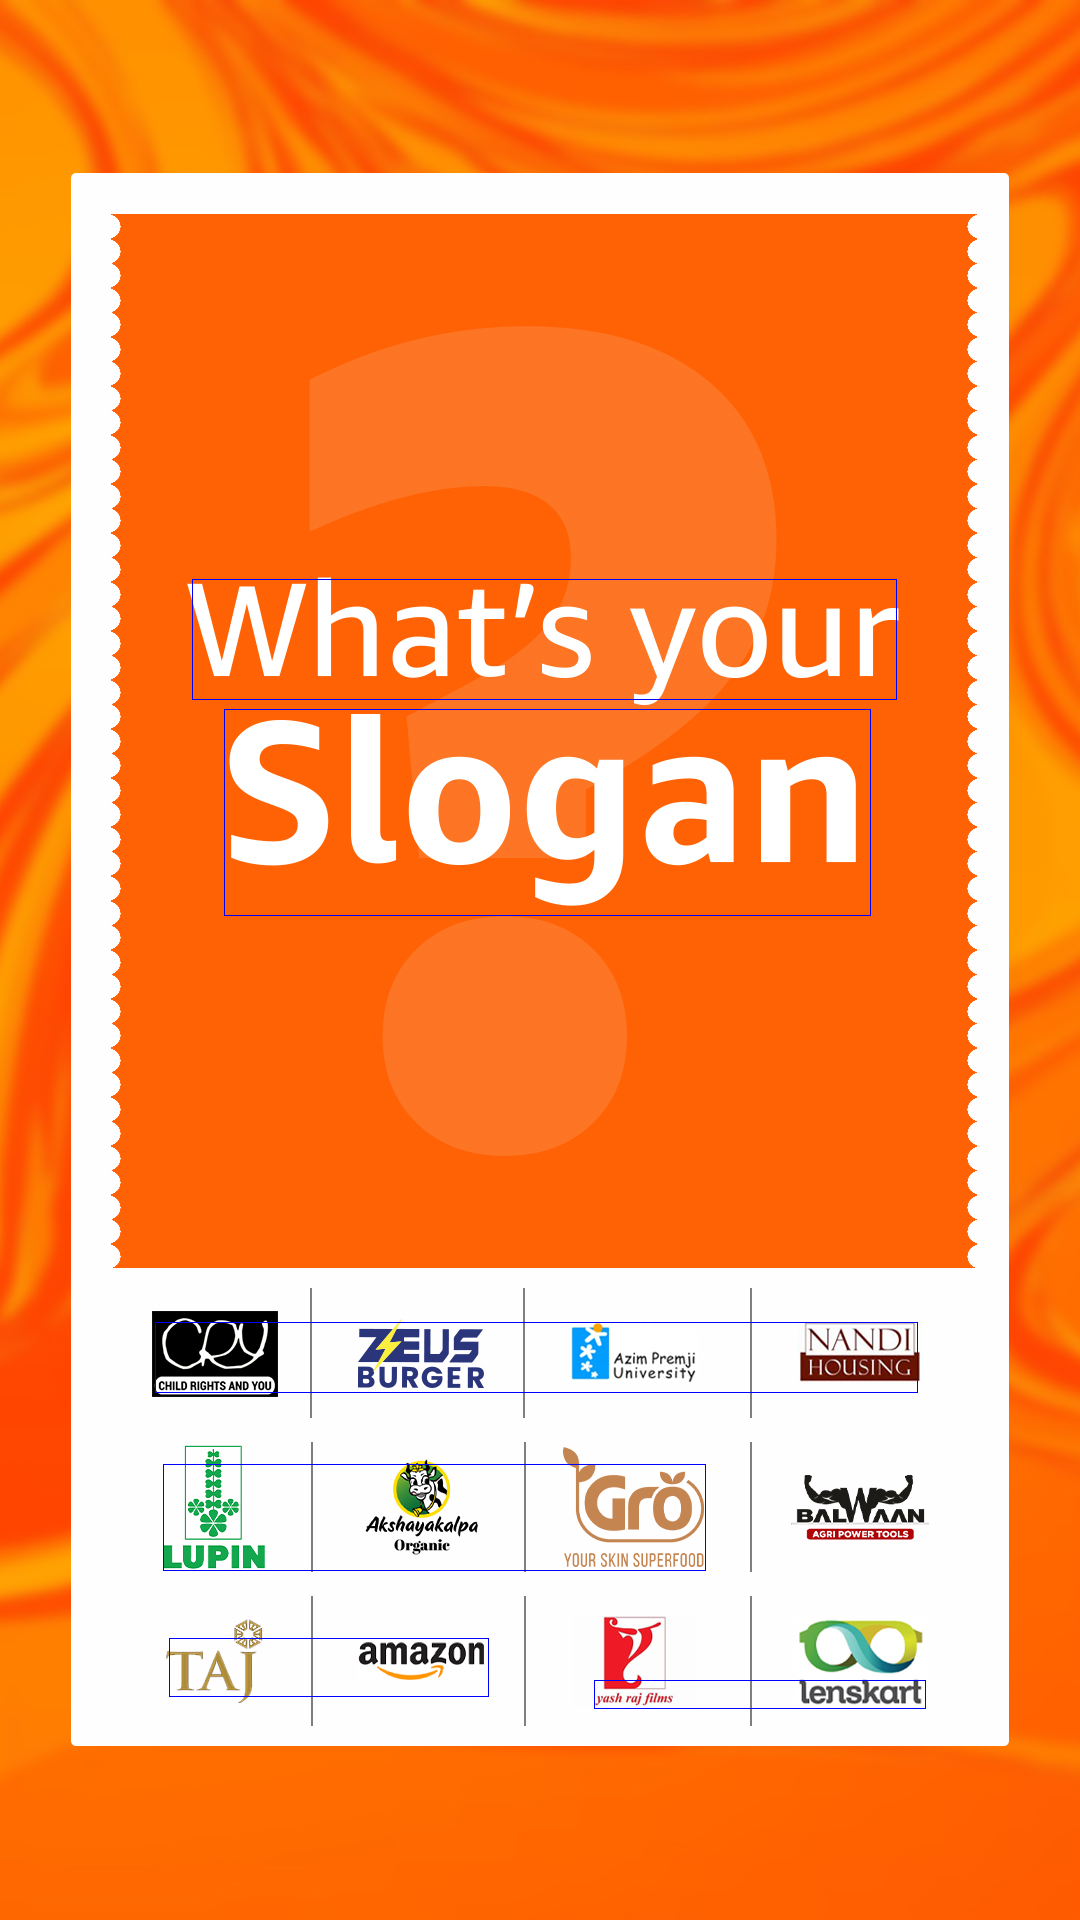 What's your
Slogan
CRY
CHILD RIGHTS AND YOU
ZEUS
BURGER
Azim Premji
University
NANDI
HOUSING
LUPIN
Akshayakalpa
Organic
Grō
YOUR SKIN SUPERFOOD
BALWAAN
AGRI POWER TOOLS
TAJ
amazon
yash raj films
lenskart